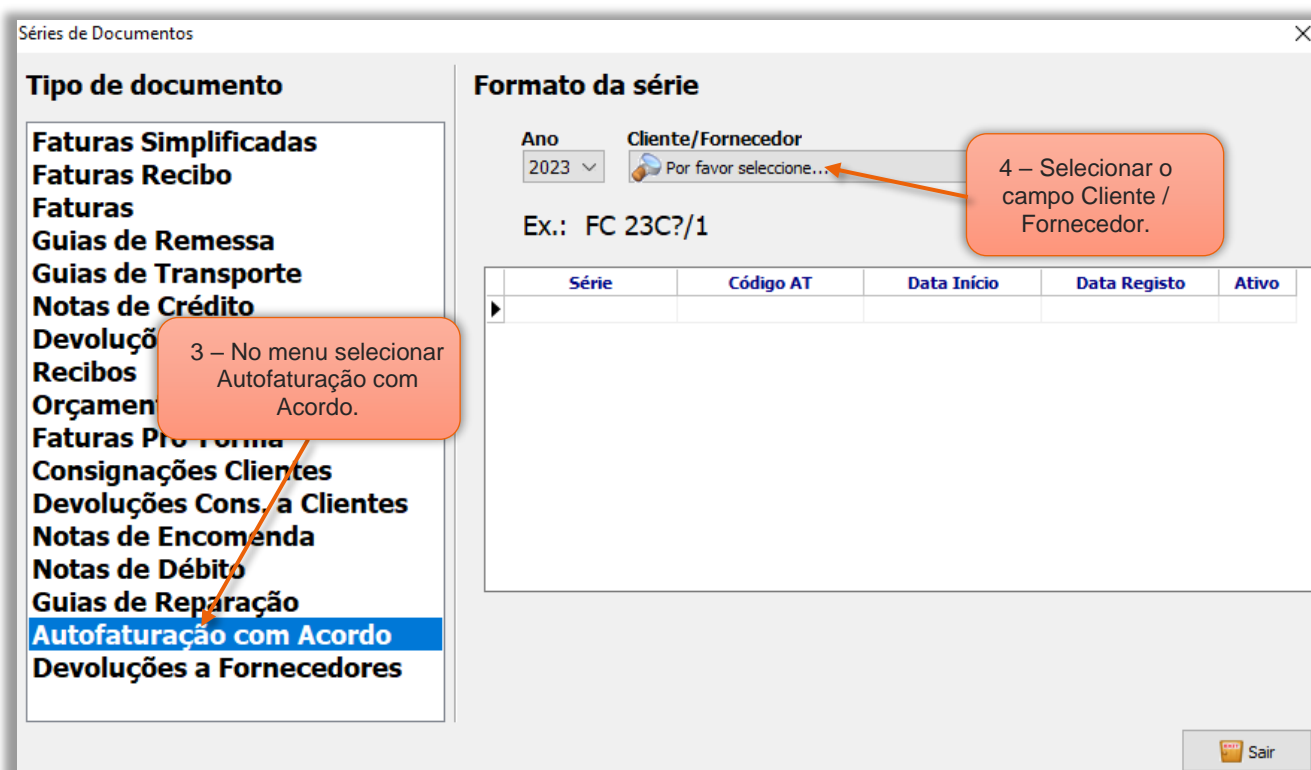 Séries de Documentos
Tipo de documento
Faturas Simplificadas
Faturas Recibo
Faturas
Guias de Remessa
Guias de Transporte
Notas de Crédito
Devoluçõ
Recibos
Orçamen
Faturas Pró-Forma
Consignações Clientes
Devoluções Cons. a Clientes
Notas de Encomenda
Notas de Débito
Guias de Reparação
Autofaturação com Acordo
Devoluções a Fornecedores
3 – No menu selecionar
Autofaturação com
Acordo.
Formato da série
Ano Cliente/Fornecedor
2023 Por favor seleccione...
4 – Selecionar o
campo Cliente /
Fornecedor.
Ex.: FC 23C?/1
Série Código AT Data Início Data Registo Ativo
Sair